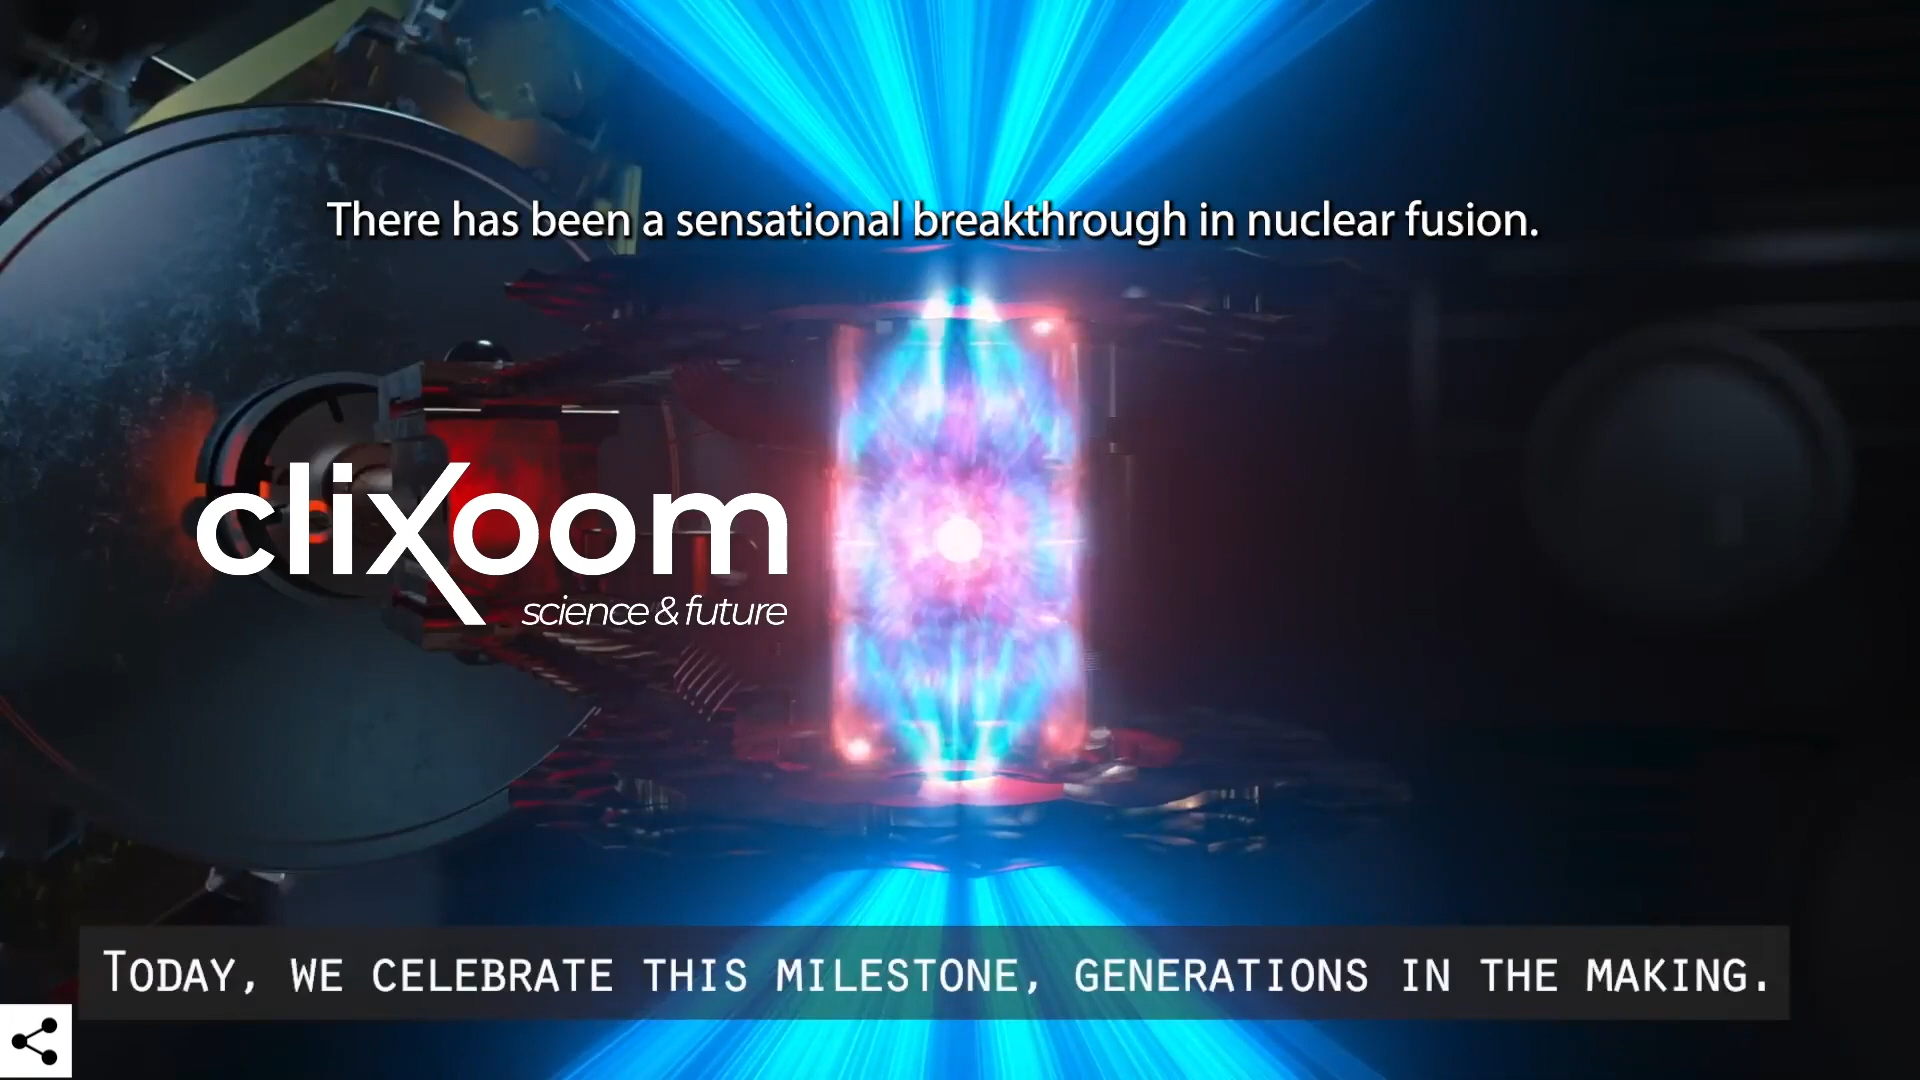 There has been a sensational breakthrough in nuclear fusion.
clixoom
science & future
TODAY, WE CELEBRATE THIS MILESTONE, GENERATIONS IN THE MAKING.